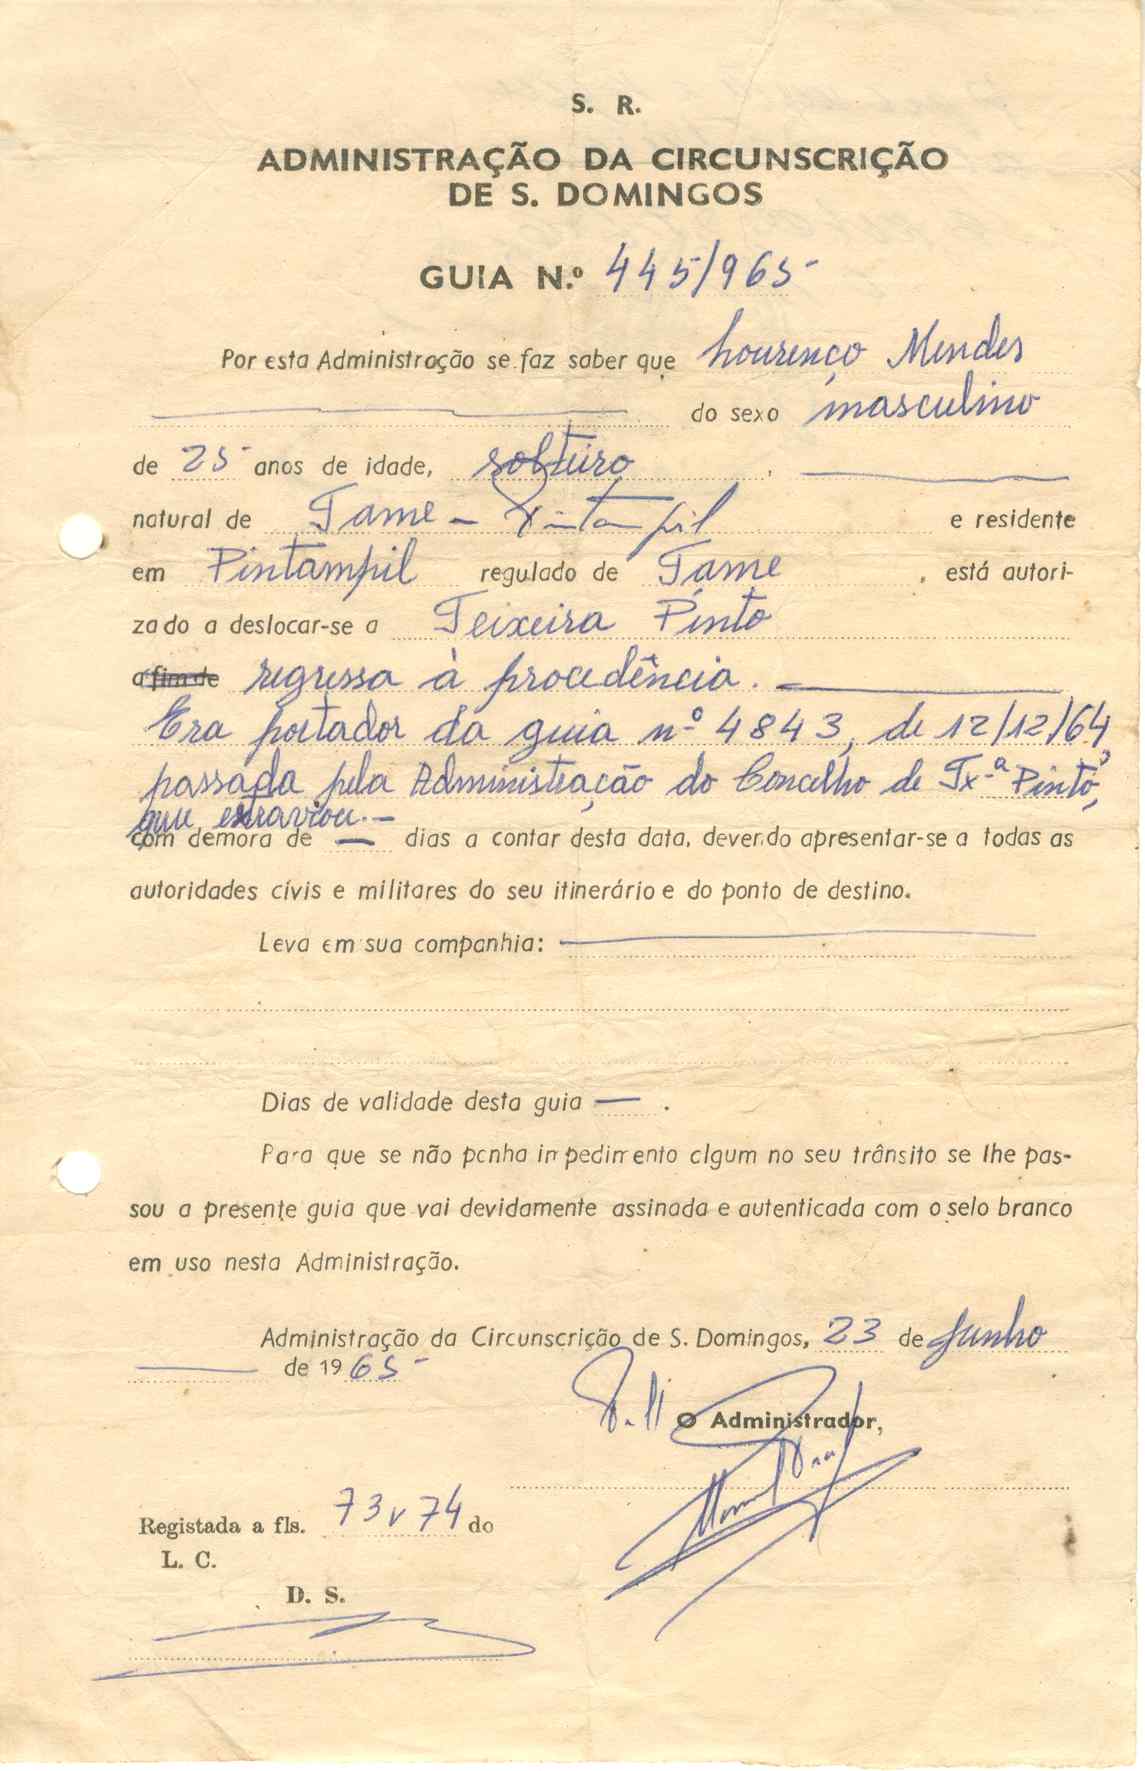 S. R.
ADMINISTRAÇÃO DA CIRCUNSCRIÇÃO
DE S. DOMINGOS
GUIA N.º 445/965
Por esta Administração se faz saber que Lourenço Mendes
do sexo masculino
de 25 anos de idade, solteiro,
natural de Tame - Pintampil e residente
em Pintampil regulado de Tame, está autori-
zado a deslocar-se a Teixeira Pinto
afim de regressa à procedência.
Era portador da guia nº 4843, de 12/12/64,
passada pela Administração do Concelho de Tx.ª Pinto,
que extraviou.
com demora de — dias a contar desta data, devendo apresentar-se a todas as
autoridades cívis e militares do seu itinerário e do ponto de destino.
Leva em sua companhia:
Dias de validade desta guia — .
Para que se não ponha impedimento algum no seu trânsito se lhe pas-
sou a presente guia que vai devidamente assinada e autenticada com o selo branco
em uso nesta Administração.
Administração da Circunscrição de S. Domingos, 23 de Junho
de 1965
O Administrador,
Registada a fls. 73 v 74 do
L. C.
D. S.